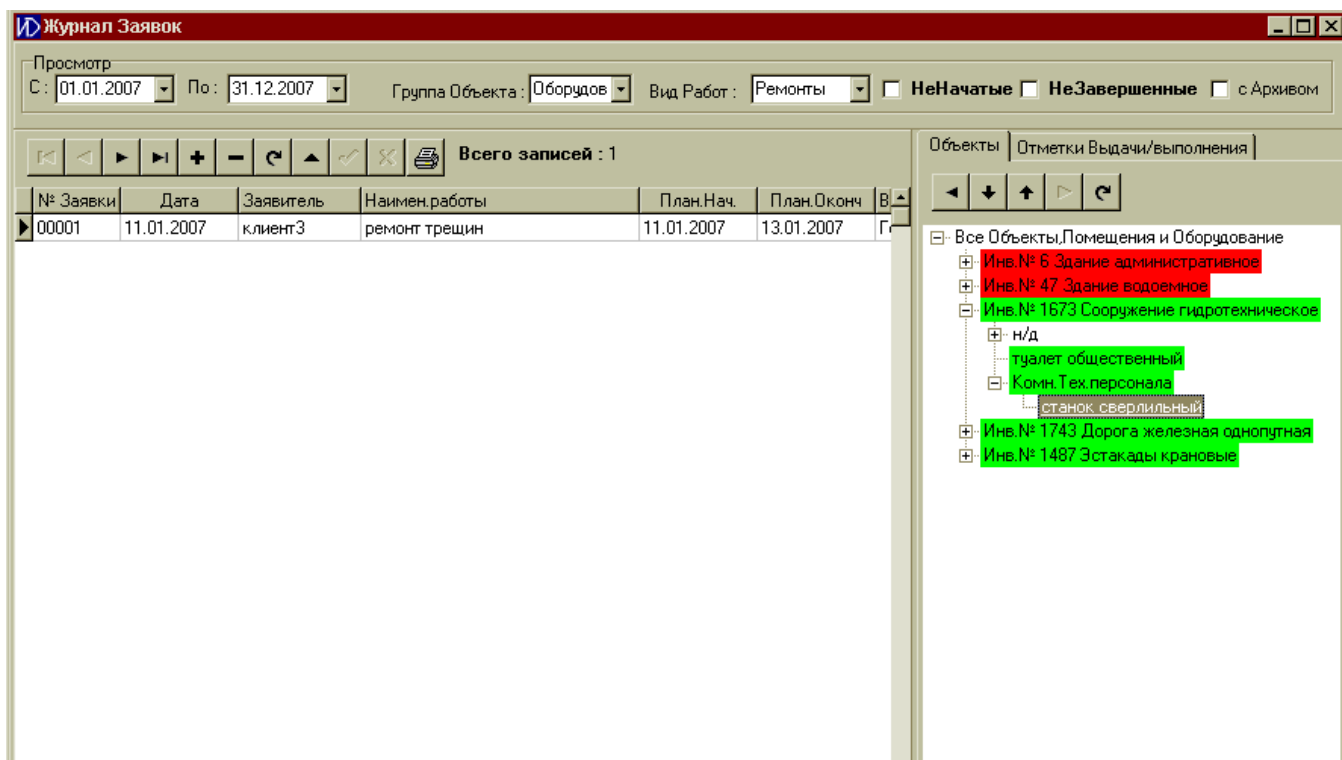 Журнал Заявок
Просмотр
С : 01.01.2007 По : 31.12.2007 Группа Объекта : Оборудов Вид Работ : Ремонты НеНачатые НеЗавершенные с Архивом
Всего записей : 1
№ Заявки Дата Заявитель Наимен.работы План.Нач. План.Оконч В
00001 11.01.2007 клиент3 ремонт трещин 11.01.2007 13.01.2007
Объекты Отметки Выдачи/выполнения
Все Объекты,Помещения и Оборудование
Инв.№ 6 Здание административное
Инв.№ 47 Здание водоемное
Инв.№ 1673 Сооружение гидротехническое
н/д
туалет общественный
Комн.Тех.персонала
станок сверлильный
Инв.№ 1743 Дорога железная однопутная
Инв.№ 1487 Эстакады крановые